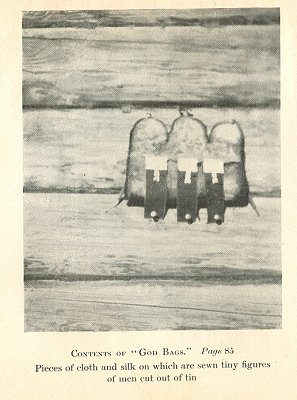 Contents of "God Bags." Page 85
Pieces of cloth and silk on which are sewn tiny figures
of men cut out of tin